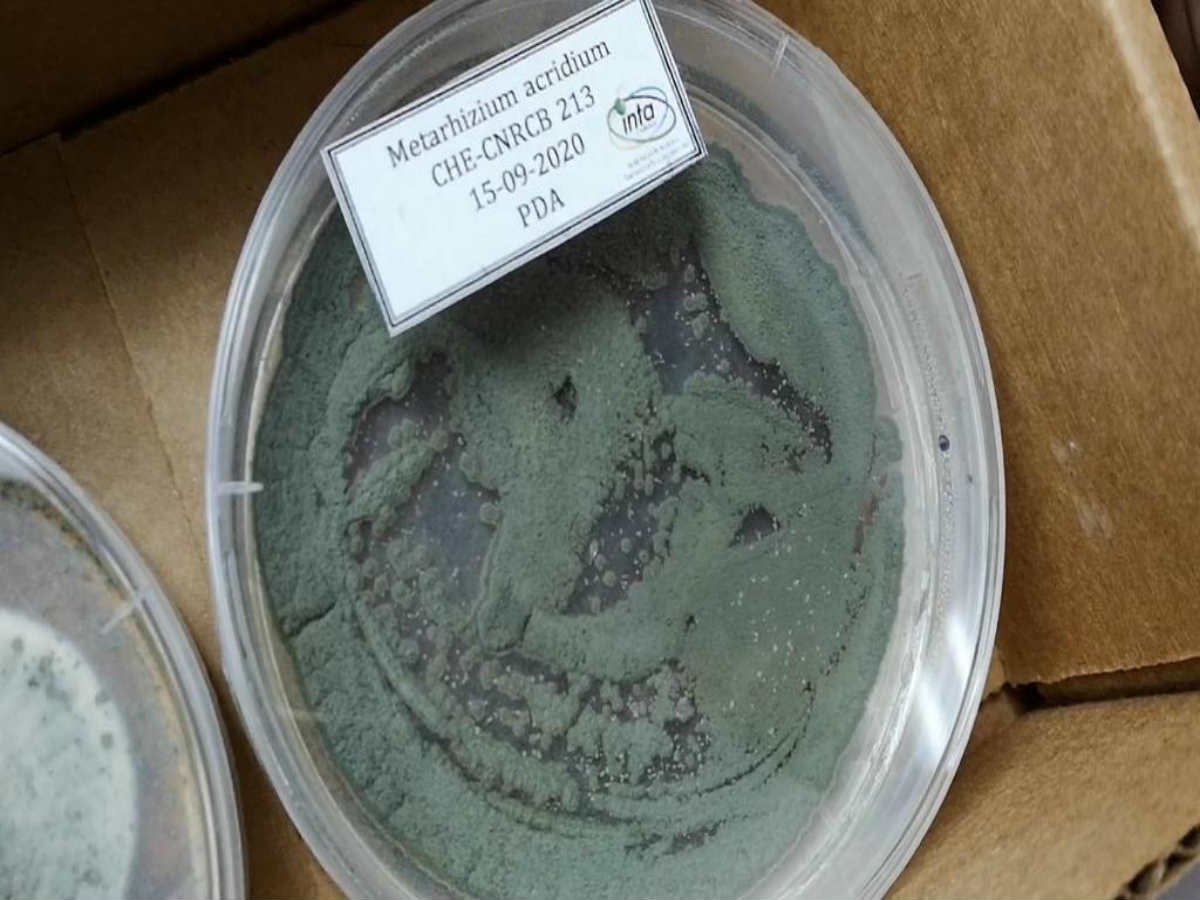 Metarhizium acridium
CHE-CNRCB 213
15-09-2020
PDA
inta